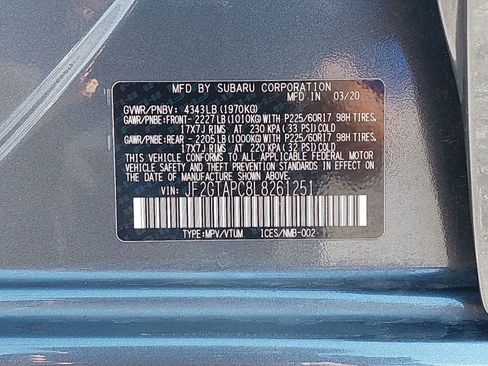 MFD. BY SUBARU CORPORATION
MFD. IN 03/20
GVWR/PNBV: 4343LB (1970KG)
GAWR/PNBE:FRONT- 2227LB (1010KG) WITH P225/60R17 98H TIRES,
17X7J RIMS AT 230 KPA (33 PSI) COLD
GAWR/PNBE:REAR - 2205LB (1000KG) WITH P225/60R17 98H TIRES,
17X7J RIMS AT 220 KPA (32 PSI) COLD
THIS VEHICLE CONFORMS TO ALL APPLICABLE FEDERAL MOTOR
VEHICLE SAFETY AND THEFT PREVENTION STANDARDS
IN EFFECT ON THE DATE OF MANUFACTURE SHOWN ABOVE.
VIN: JF2GTAPC8L8261251
TYPE:MPV/VTUM ICES/NMB-002